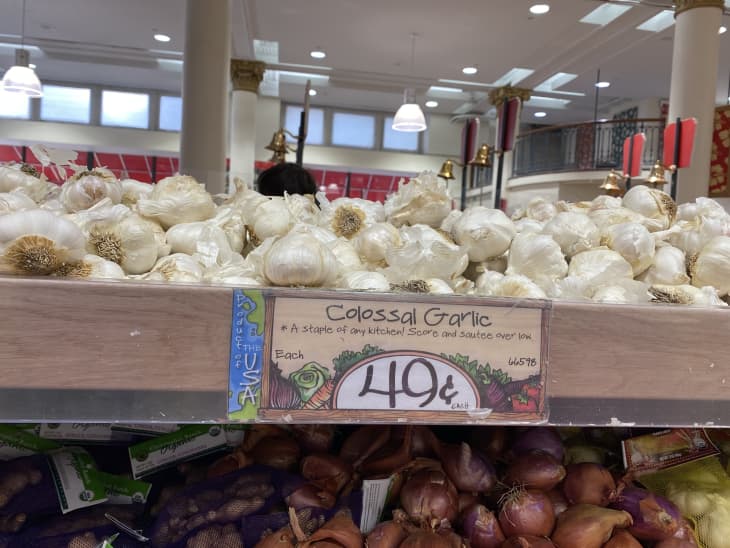 Product of
THE
USA
Colossal Garlic
* A staple of any kitchen! Score and sautee over low.
Each
66598
49¢
EACH
Organic